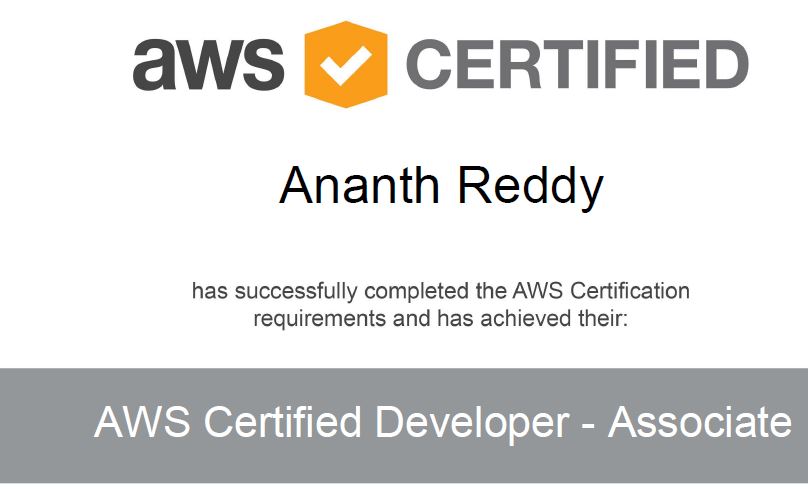 aws CERTIFIED
Ananth Reddy
has successfully completed the AWS Certification
requirements and has achieved their:
AWS Certified Developer - Associate